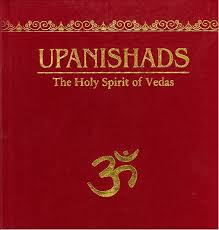 UPANISHADS
The Holy Spirit of Vedas
ॐ